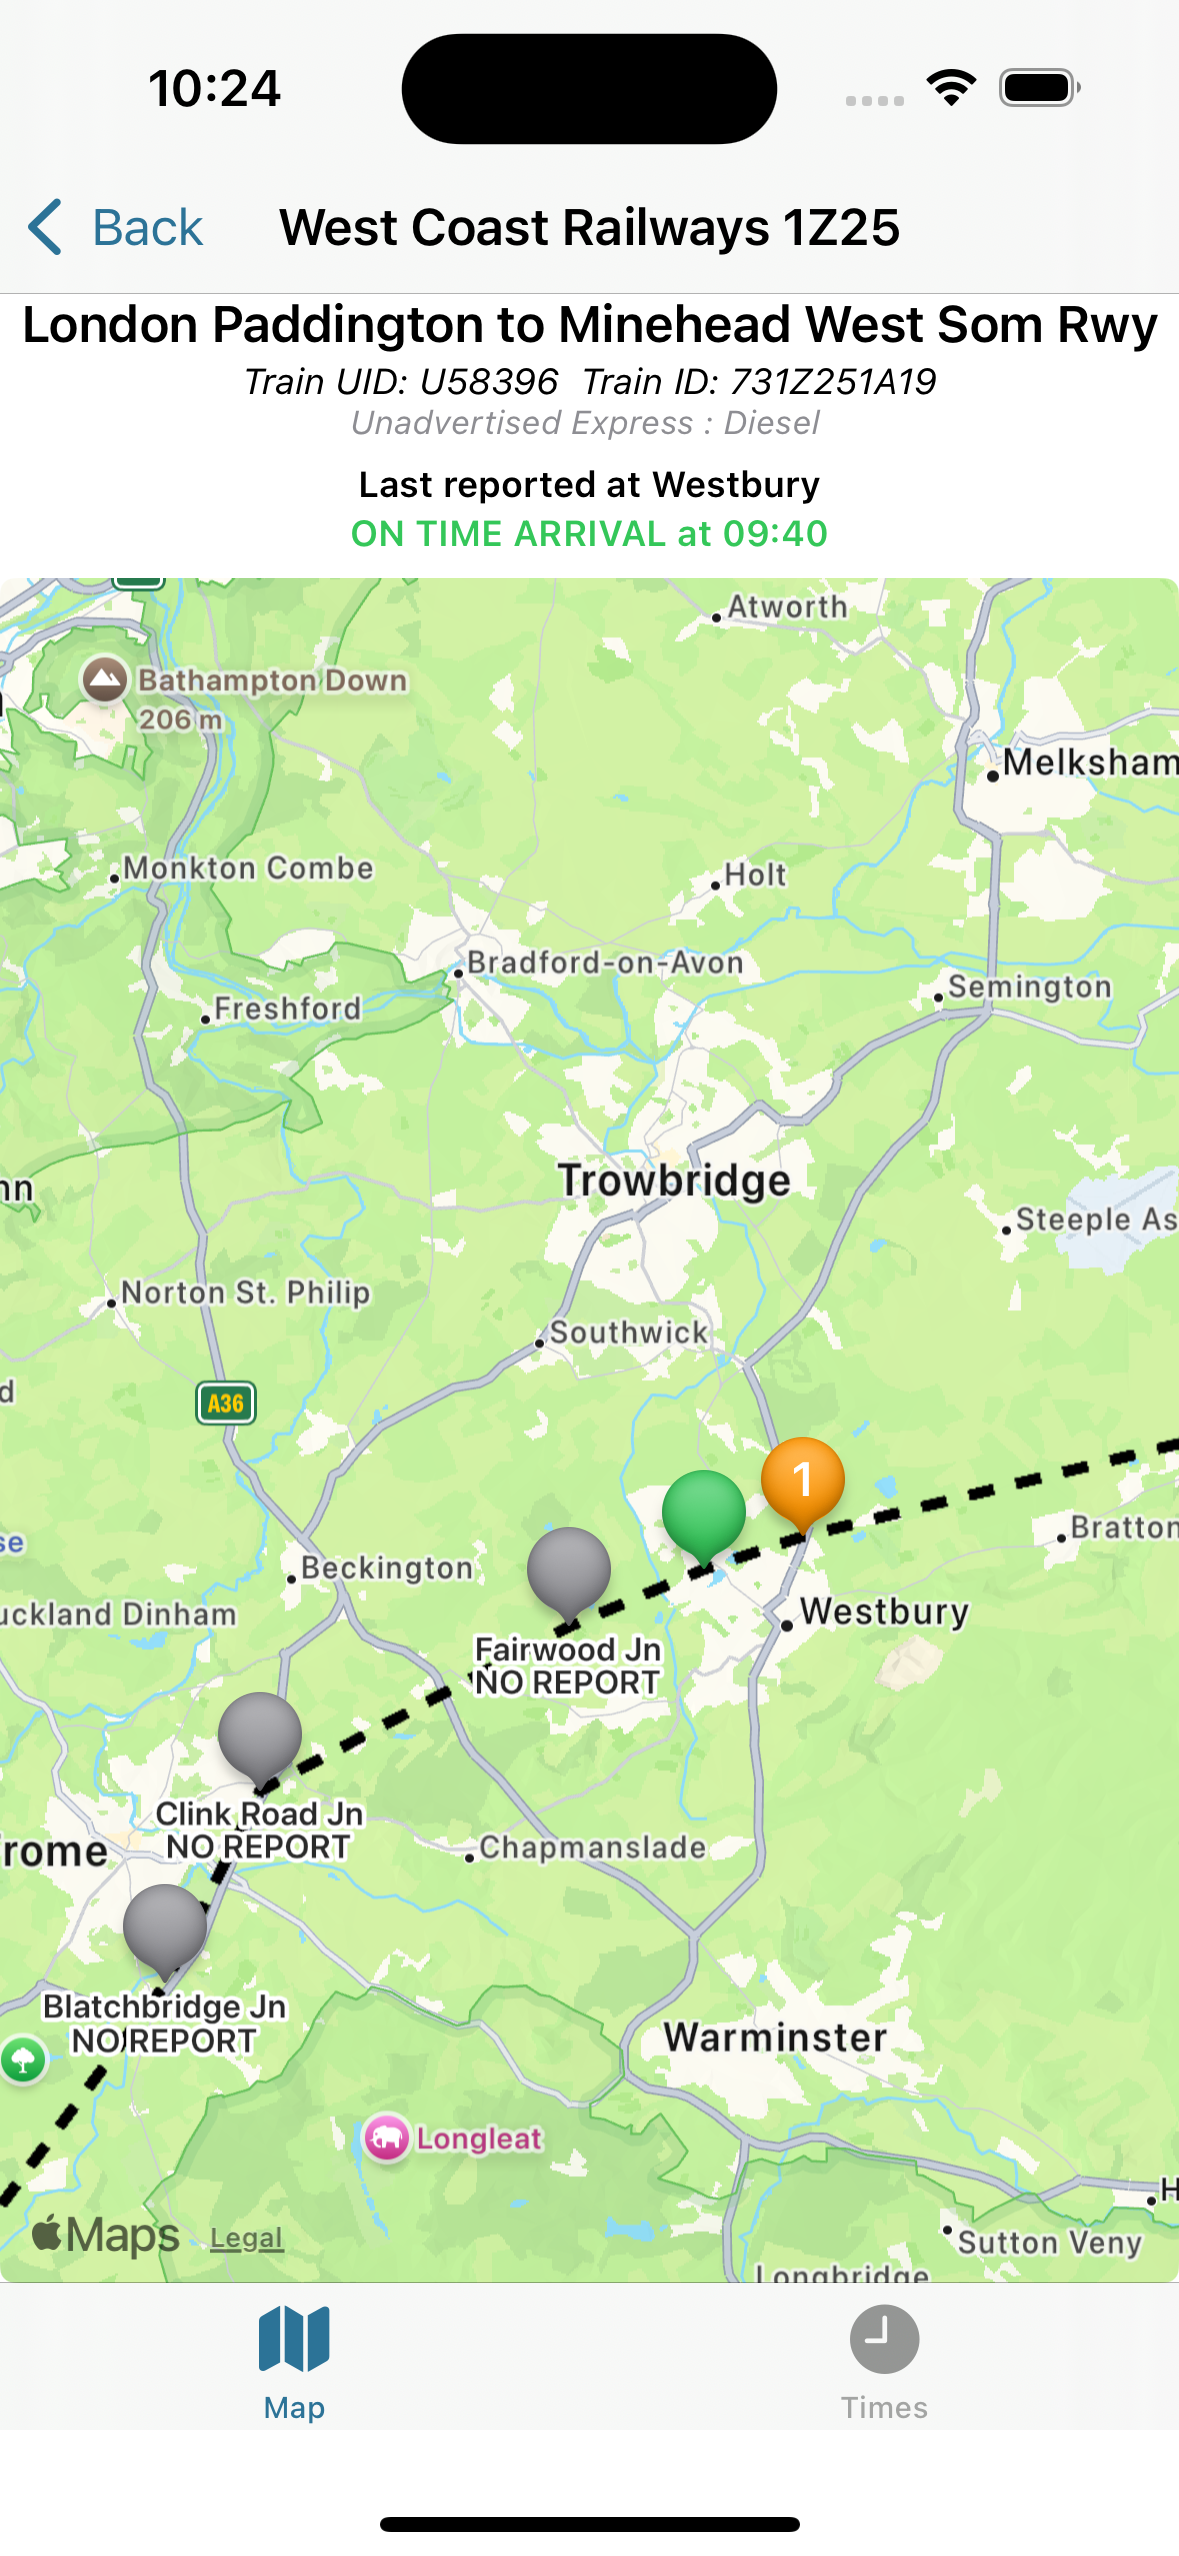 10:24
Back
West Coast Railways 1Z25
London Paddington to Minehead West Som Rwy
Train UID: U58396 Train ID: 731Z251A19
Unadvertised Express : Diesel
Last reported at Westbury
ON TIME ARRIVAL at 09:40
Atworth
Bathampton Down
206 m
Melksham
Monkton Combe
Holt
Bradford-on-Avon
Semington
Freshford
Trowbridge
nn
Steeple As
Norton St. Philip
Southwick
d
A36
1
Bratton
se
Beckington
uckland Dinham
Westbury
Fairwood Jn
NO REPORT
Clink Road Jn
NO REPORT
rome
Chapmanslade
Blatchbridge Jn
NO REPORT
Warminster
Longleat
H
Maps
Legal
Sutton Veny
Longbridge
Map
Times